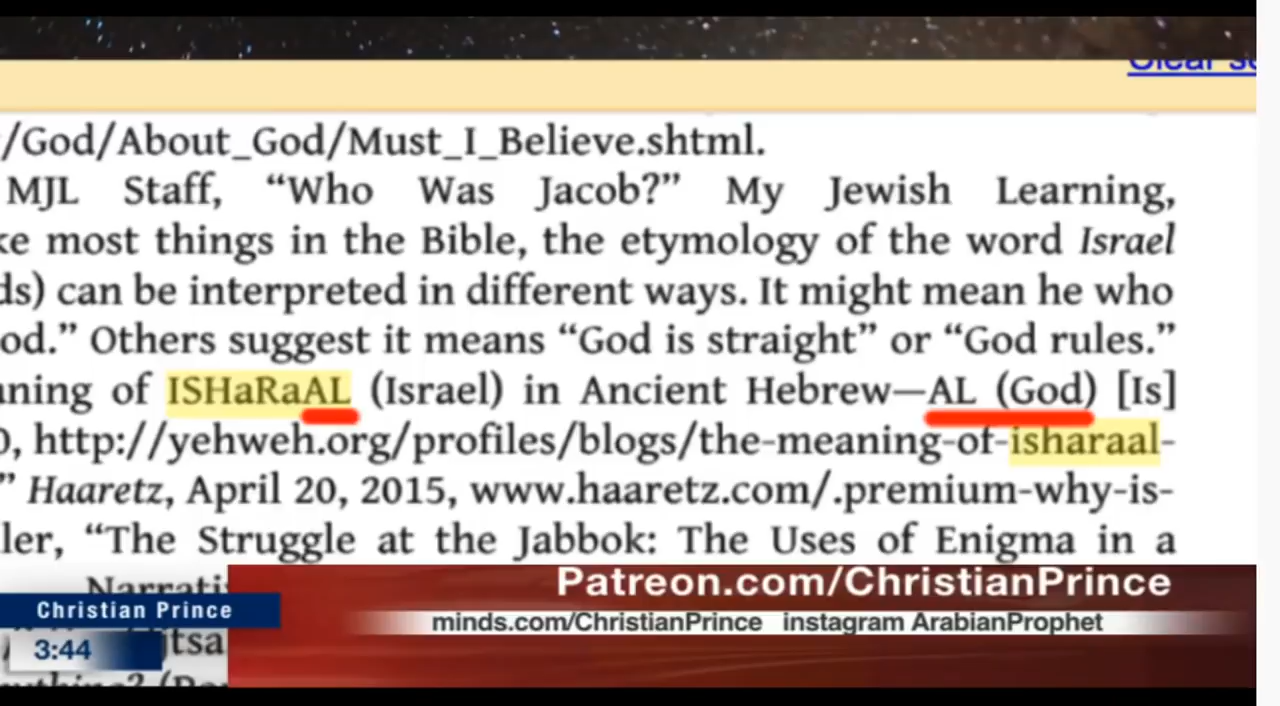 /God/About_God/Must_I_Believe.shtml.
MJL Staff, “Who Was Jacob?” My Jewish Learning,
ke most things in the Bible, the etymology of the word Israel
ds) can be interpreted in different ways. It might mean he who
od.” Others suggest it means “God is straight” or “God rules.”
ning of ISHaRaAL (Israel) in Ancient Hebrew—AL (God) [Is]
), http://yehweh.org/profiles/blogs/the-meaning-of-isharaal-
” Haaretz, April 20, 2015, www.haaretz.com/.premium-why-is-
ler, “The Struggle at the Jabbok: The Uses of Enigma in a
Narrati
Patreon.com/ChristianPrince
Christian Prince
minds.com/ChristianPrince instagram ArabianProphet
3:44
tsa